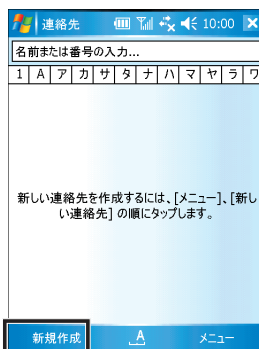 連絡先 10:00
名前または番号の入力...
1 A ア カ サ タ ナ ハ マ ヤ ラ ワ
新しい連絡先を作成するには、[メニュー]、[新し
い連絡先] の順にタップします。
新規作成 A メニュー